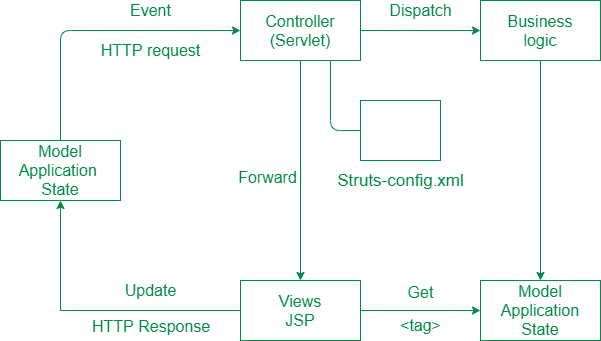 Event
HTTP request
Controller
(Servlet)
Dispatch
Business
logic
Model
Application
State
Forward
Struts-config.xml
Update
HTTP Response
Views
JSP
Get
<tag>
Model
Application
State